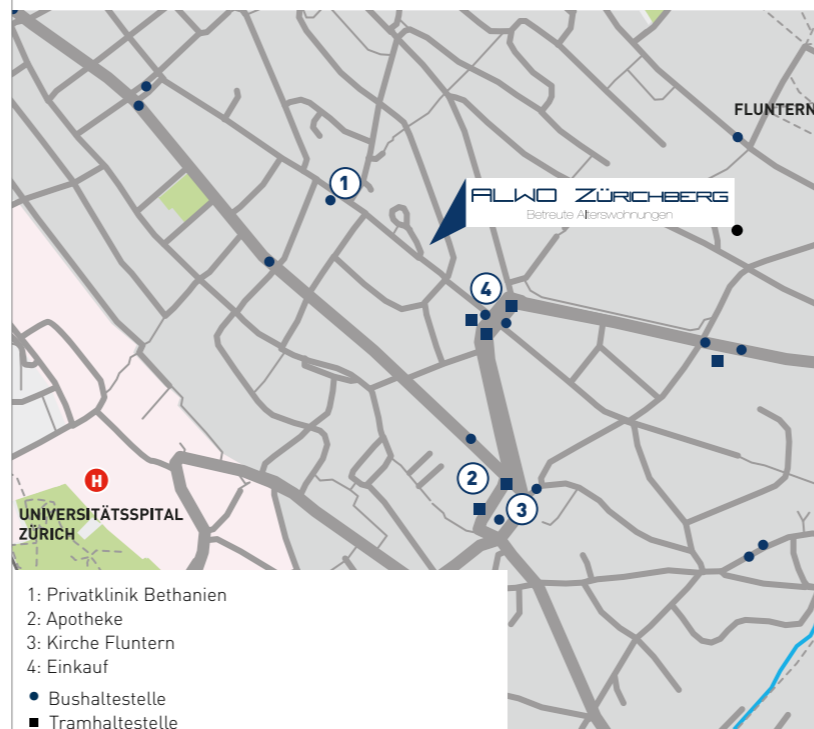 FLUNTERN
1
ALWO ZÜRICHBERG
Betreute Alterswohnungen
4
H
2
3
UNIVERSITÄTSSPITAL
ZÜRICH
1: Privatklinik Bethanien
2: Apotheke
3: Kirche Fluntern
4: Einkauf
Bushaltestelle
Tramhaltestelle